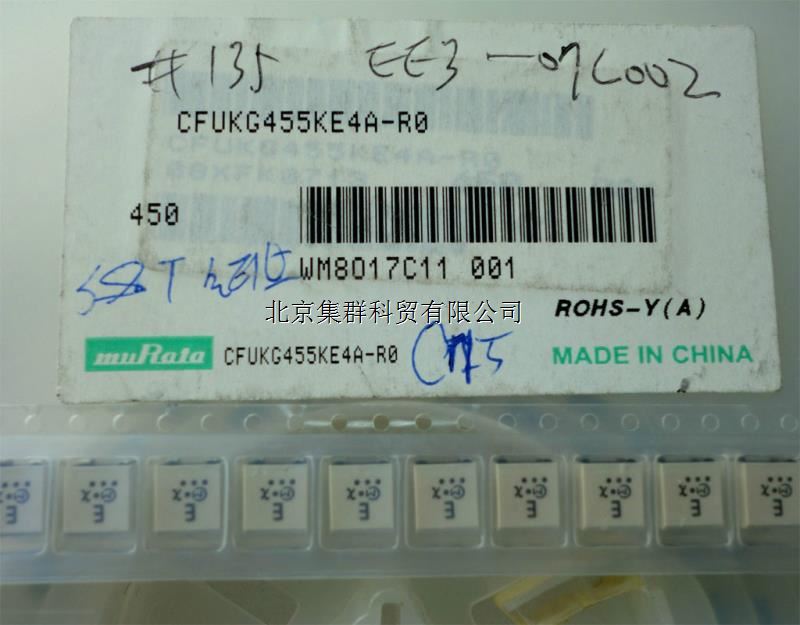 #135 EE3-07C002
CFUKG455KE4A-R0
450
WM8017C11 001
北京集群科贸有限公司
ROHS-Y(A)
muRata CFUKG455KE4A-R0
MADE IN CHINA
E
E
E
E
E
E
E
E
E